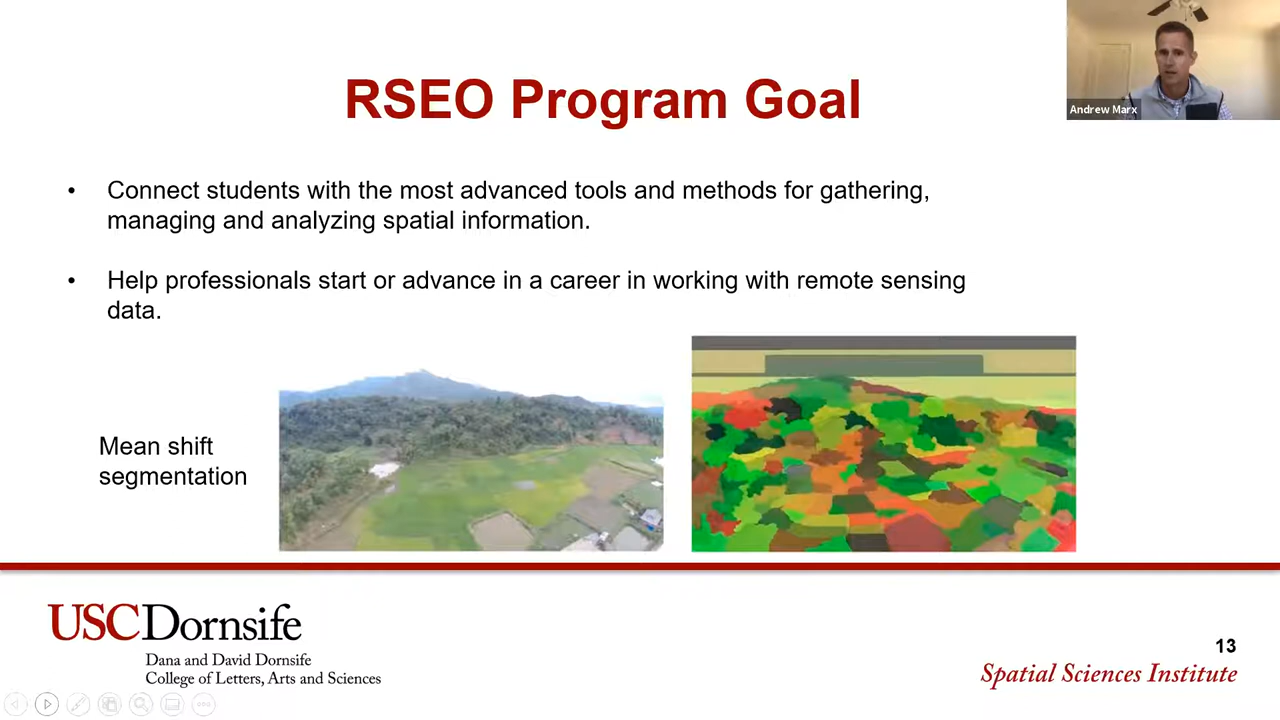 RSEO Program Goal
Andrew Marx
• Connect students with the most advanced tools and methods for gathering,
managing and analyzing spatial information.
• Help professionals start or advance in a career in working with remote sensing
data.
Mean shift
segmentation
USCDornsife
Dana and David Dornsife
College of Letters, Arts and Sciences
13
Spatial Sciences Institute